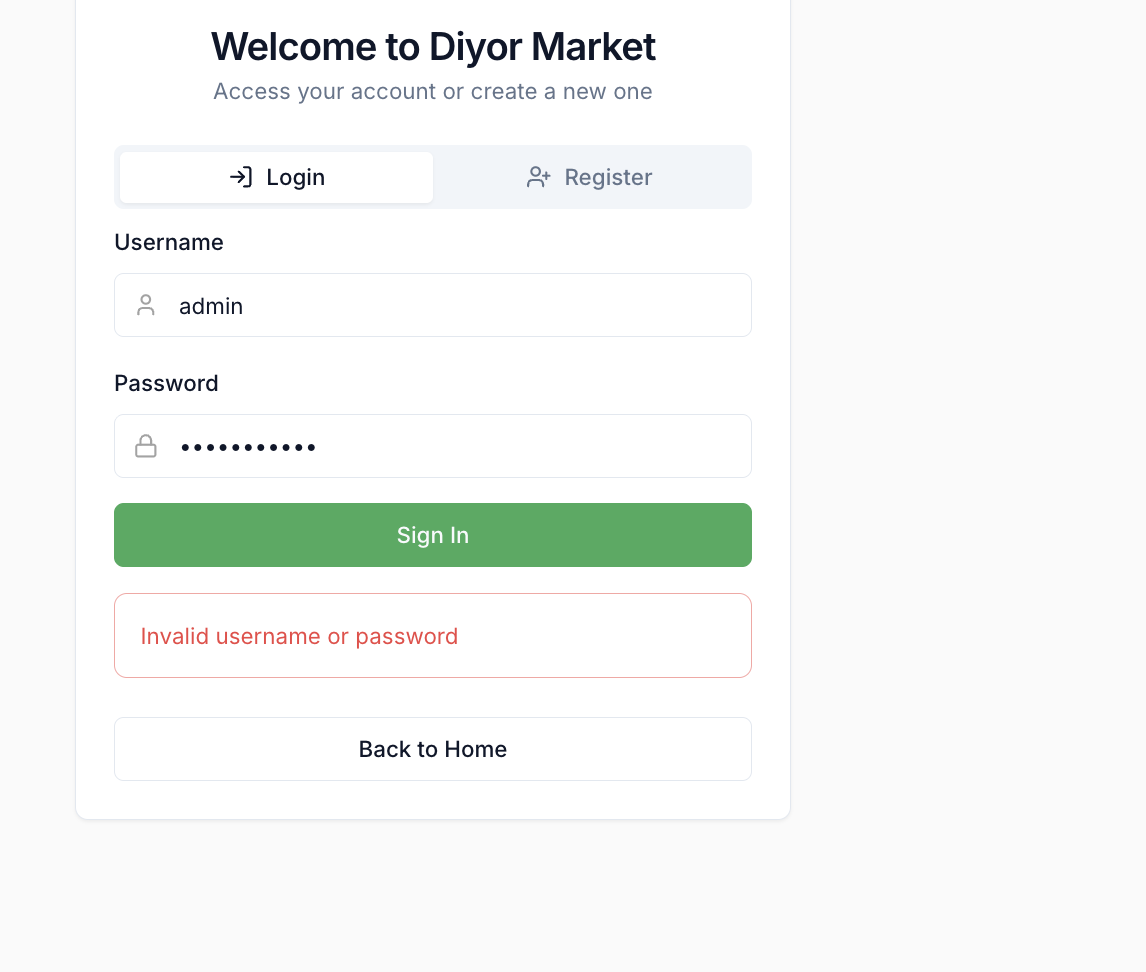 Welcome to Diyor Market
Access your account or create a new one
Login
Register
Username
admin
Password
•••••••••••
Sign In
Invalid username or password
Back to Home